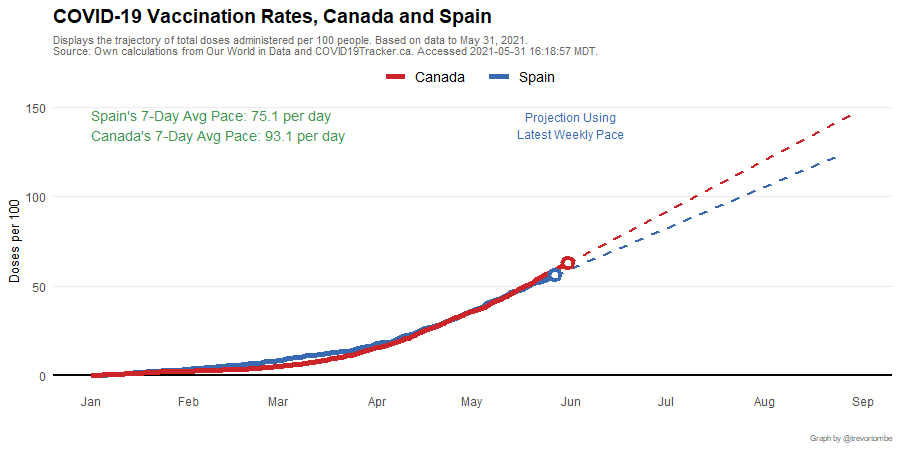 COVID-19 Vaccination Rates, Canada and Spain
Displays the trajectory of total doses administered per 100 people. Based on data to May 31, 2021.
Source: Own calculations from Our World in Data and COVID19Tracker.ca. Accessed 2021-05-31 16:18:57 MDT.
Canada Spain
Spain's 7-Day Avg Pace: 75.1 per day
Canada's 7-Day Avg Pace: 93.1 per day
Projection Using
Latest Weekly Pace
Doses per 100
150
100
50
0
Jan Feb Mar Apr May Jun Jul Aug Sep
Graph by @trevortombe